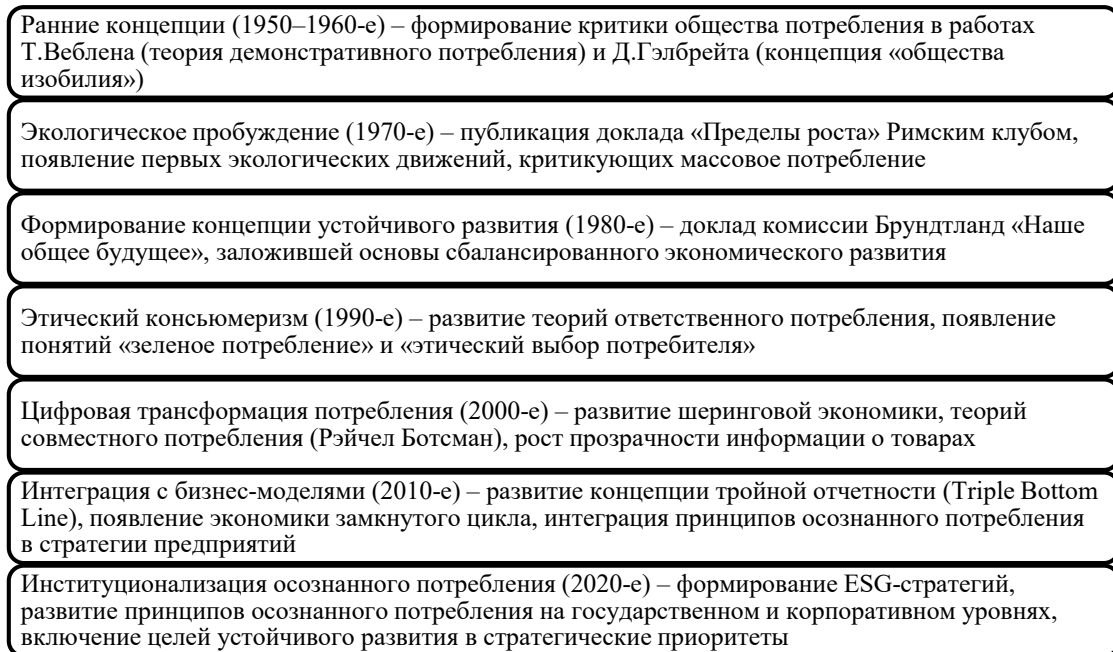 Ранние концепции (1950–1960-е) – формирование критики общества потребления в работах
Т.Веблена (теория демонстративного потребления) и Д.Гэлбрейта (концепция «общества
изобилия»)
Экологическое пробуждение (1970-е) – публикация доклада «Пределы роста» Римским клубом,
появление первых экологических движений, критикующих массовое потребление
Формирование концепции устойчивого развития (1980-е) – доклад комиссии Брундтланд «Наше
общее будущее», заложившей основы сбалансированного экономического развития
Этический консьюмеризм (1990-е) – развитие теорий ответственного потребления, появление
понятий «зеленое потребление» и «этический выбор потребителя»
Цифровая трансформация потребления (2000-е) – развитие шеринговой экономики, теорий
совместного потребления (Рэйчел Ботсман), рост прозрачности информации о товарах
Интеграция с бизнес-моделями (2010-е) – развитие концепции тройной отчетности (Triple Bottom
Line), появление экономики замкнутого цикла, интеграция принципов осознанного потребления
в стратегии предприятий
Институционализация осознанного потребления (2020-е) – формирование ESG-стратегий,
развитие принципов осознанного потребления на государственном и корпоративном уровнях,
включение целей устойчивого развития в стратегические приоритеты